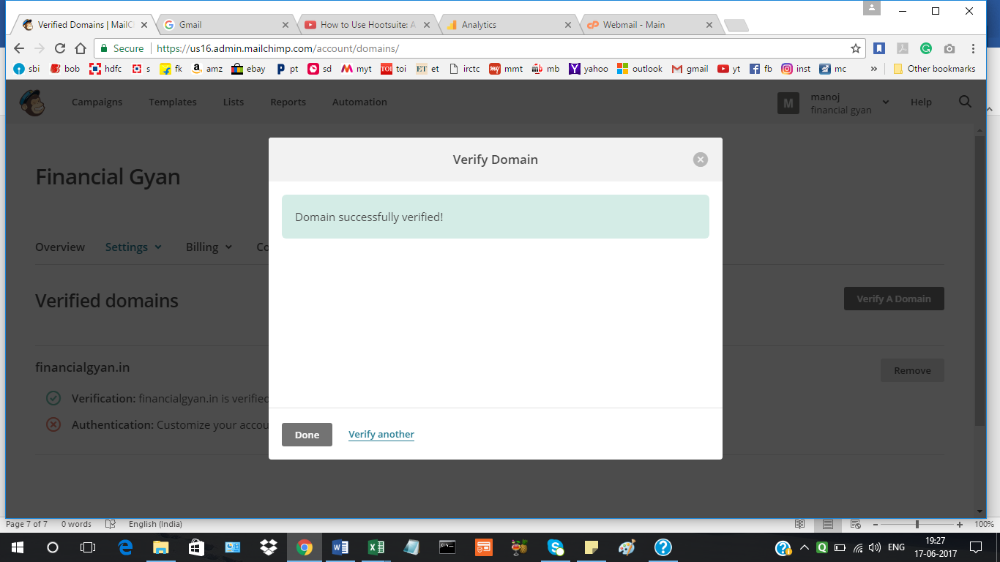 Verified Domains | MailC
Gmail
How to Use Hootsuite: A
Analytics
Webmail - Main
Secure
https://us16.admin.mailchimp.com/account/domains/
sbi
bob
hdfc
s
fk
amz
ebay
pt
sd
myt
TOI toi
ET et
irctc
my mmt
mb
yahoo
outlook
gmail
yt
fb
inst
mc
»
Other bookmarks
Campaigns
Templates
Lists
Reports
Automation
M
manoj
financial gyan
Help
Verify Domain
Financial Gyan
Domain successfully verified!
Overview
Settings
Billing
Co
Verified domains
Verify A Domain
financialgyan.in
Remove
Verification: financialgyan.in is verified
Authentication: Customize your accou
Done
Verify another
Page 7 of 7
0 words
English (India)
100%
ENG
19:27
17-06-2017